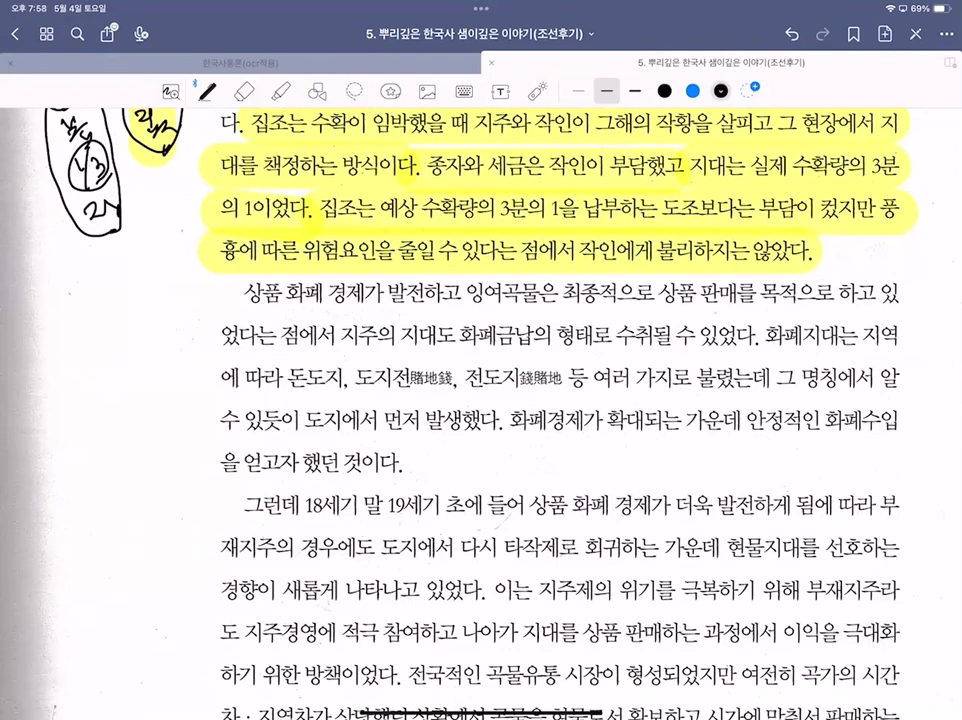 오후 7:58 5월 4일 토요일
69%
5. 뿌리깊은 한국사 샘이깊은 이야기(조선후기)
한국사통론(ocr적용)
5. 뿌리깊은 한국사 샘이깊은 이야기(조선후기)
다. 집조는 수확이 임박했을 때 지주와 작인이 그해의 작황을 살피고 그 현장에서 지
대를 책정하는 방식이다. 종자와 세금은 작인이 부담했고 지대는 실제 수확량의 3분
의 1이었다. 집조는 예상 수확량의 3분의 1을 납부하는 도조보다는 부담이 컸지만 풍
흉에 따른 위험요인을 줄일 수 있다는 점에서 작인에게 불리하지는 않았다.
상품 화폐 경제가 발전하고 잉여곡물은 최종적으로 상품 판매를 목적으로 하고 있
었다는 점에서 지주의 지대도 화폐금납의 형태로 수취될 수 있었다. 화폐지대는 지역
에 따라 돈도지, 도지전賭地錢, 전도지錢賭地 등 여러 가지로 불렸는데 그 명칭에서 알
수 있듯이 도지에서 먼저 발생했다. 화폐경제가 확대되는 가운데 안정적인 화폐수입
을 얻고자 했던 것이다.
그런데 18세기 말 19세기 초에 들어 상품 화폐 경제가 더욱 발전하게 됨에 따라 부
재지주의 경우에도 도지에서 다시 타작제로 회귀하는 가운데 현물지대를 선호하는
경향이 새롭게 나타나고 있었다. 이는 지주제의 위기를 극복하기 위해 부재지주라
도 지주경영에 적극 참여하고 나아가 지대를 상품 판매하는 과정에서 이익을 극대화
하기 위한 방책이었다. 전국적인 곡물유통 시장이 형성되었지만 여전히 곡가의 시간
차·지역차가 확보하고 시기에 맞춰서 판매하는